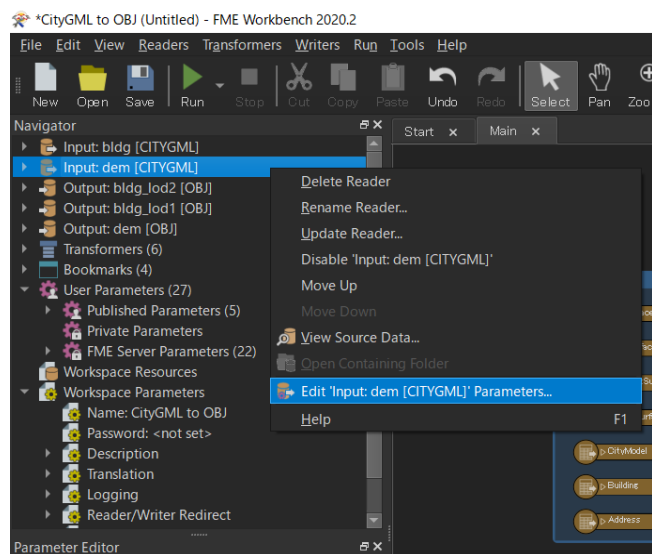 *CityGML to OBJ (Untitled) - FME Workbench 2020.2
File Edit View Readers Transformers Writers Run Tools Help
New Open Save Run Stop Cut Copy Paste Undo Redo Select Pan Zoo
Navigator
Start Main
Input: bldg [CITYGML]
Input: dem [CITYGML]
Output: bldg_lod2 [OBJ]
Output: bldg_lod1 [OBJ]
Output: dem [OBJ]
Transformers (6)
Bookmarks (4)
User Parameters (27)
Published Parameters (5)
Private Parameters
FME Server Parameters (22)
Workspace Resources
Workspace Parameters
Name: CityGML to OBJ
Password: <not set>
Description
Translation
Logging
Reader/Writer Redirect
Parameter Editor
Delete Reader
Rename Reader...
Update Reader...
Disable 'Input: dem [CITYGML]'
Move Up
Move Down
View Source Data...
Open Containing Folder
Edit 'Input: dem [CITYGML]' Parameters...
Help F1
CityModel
Building
Address